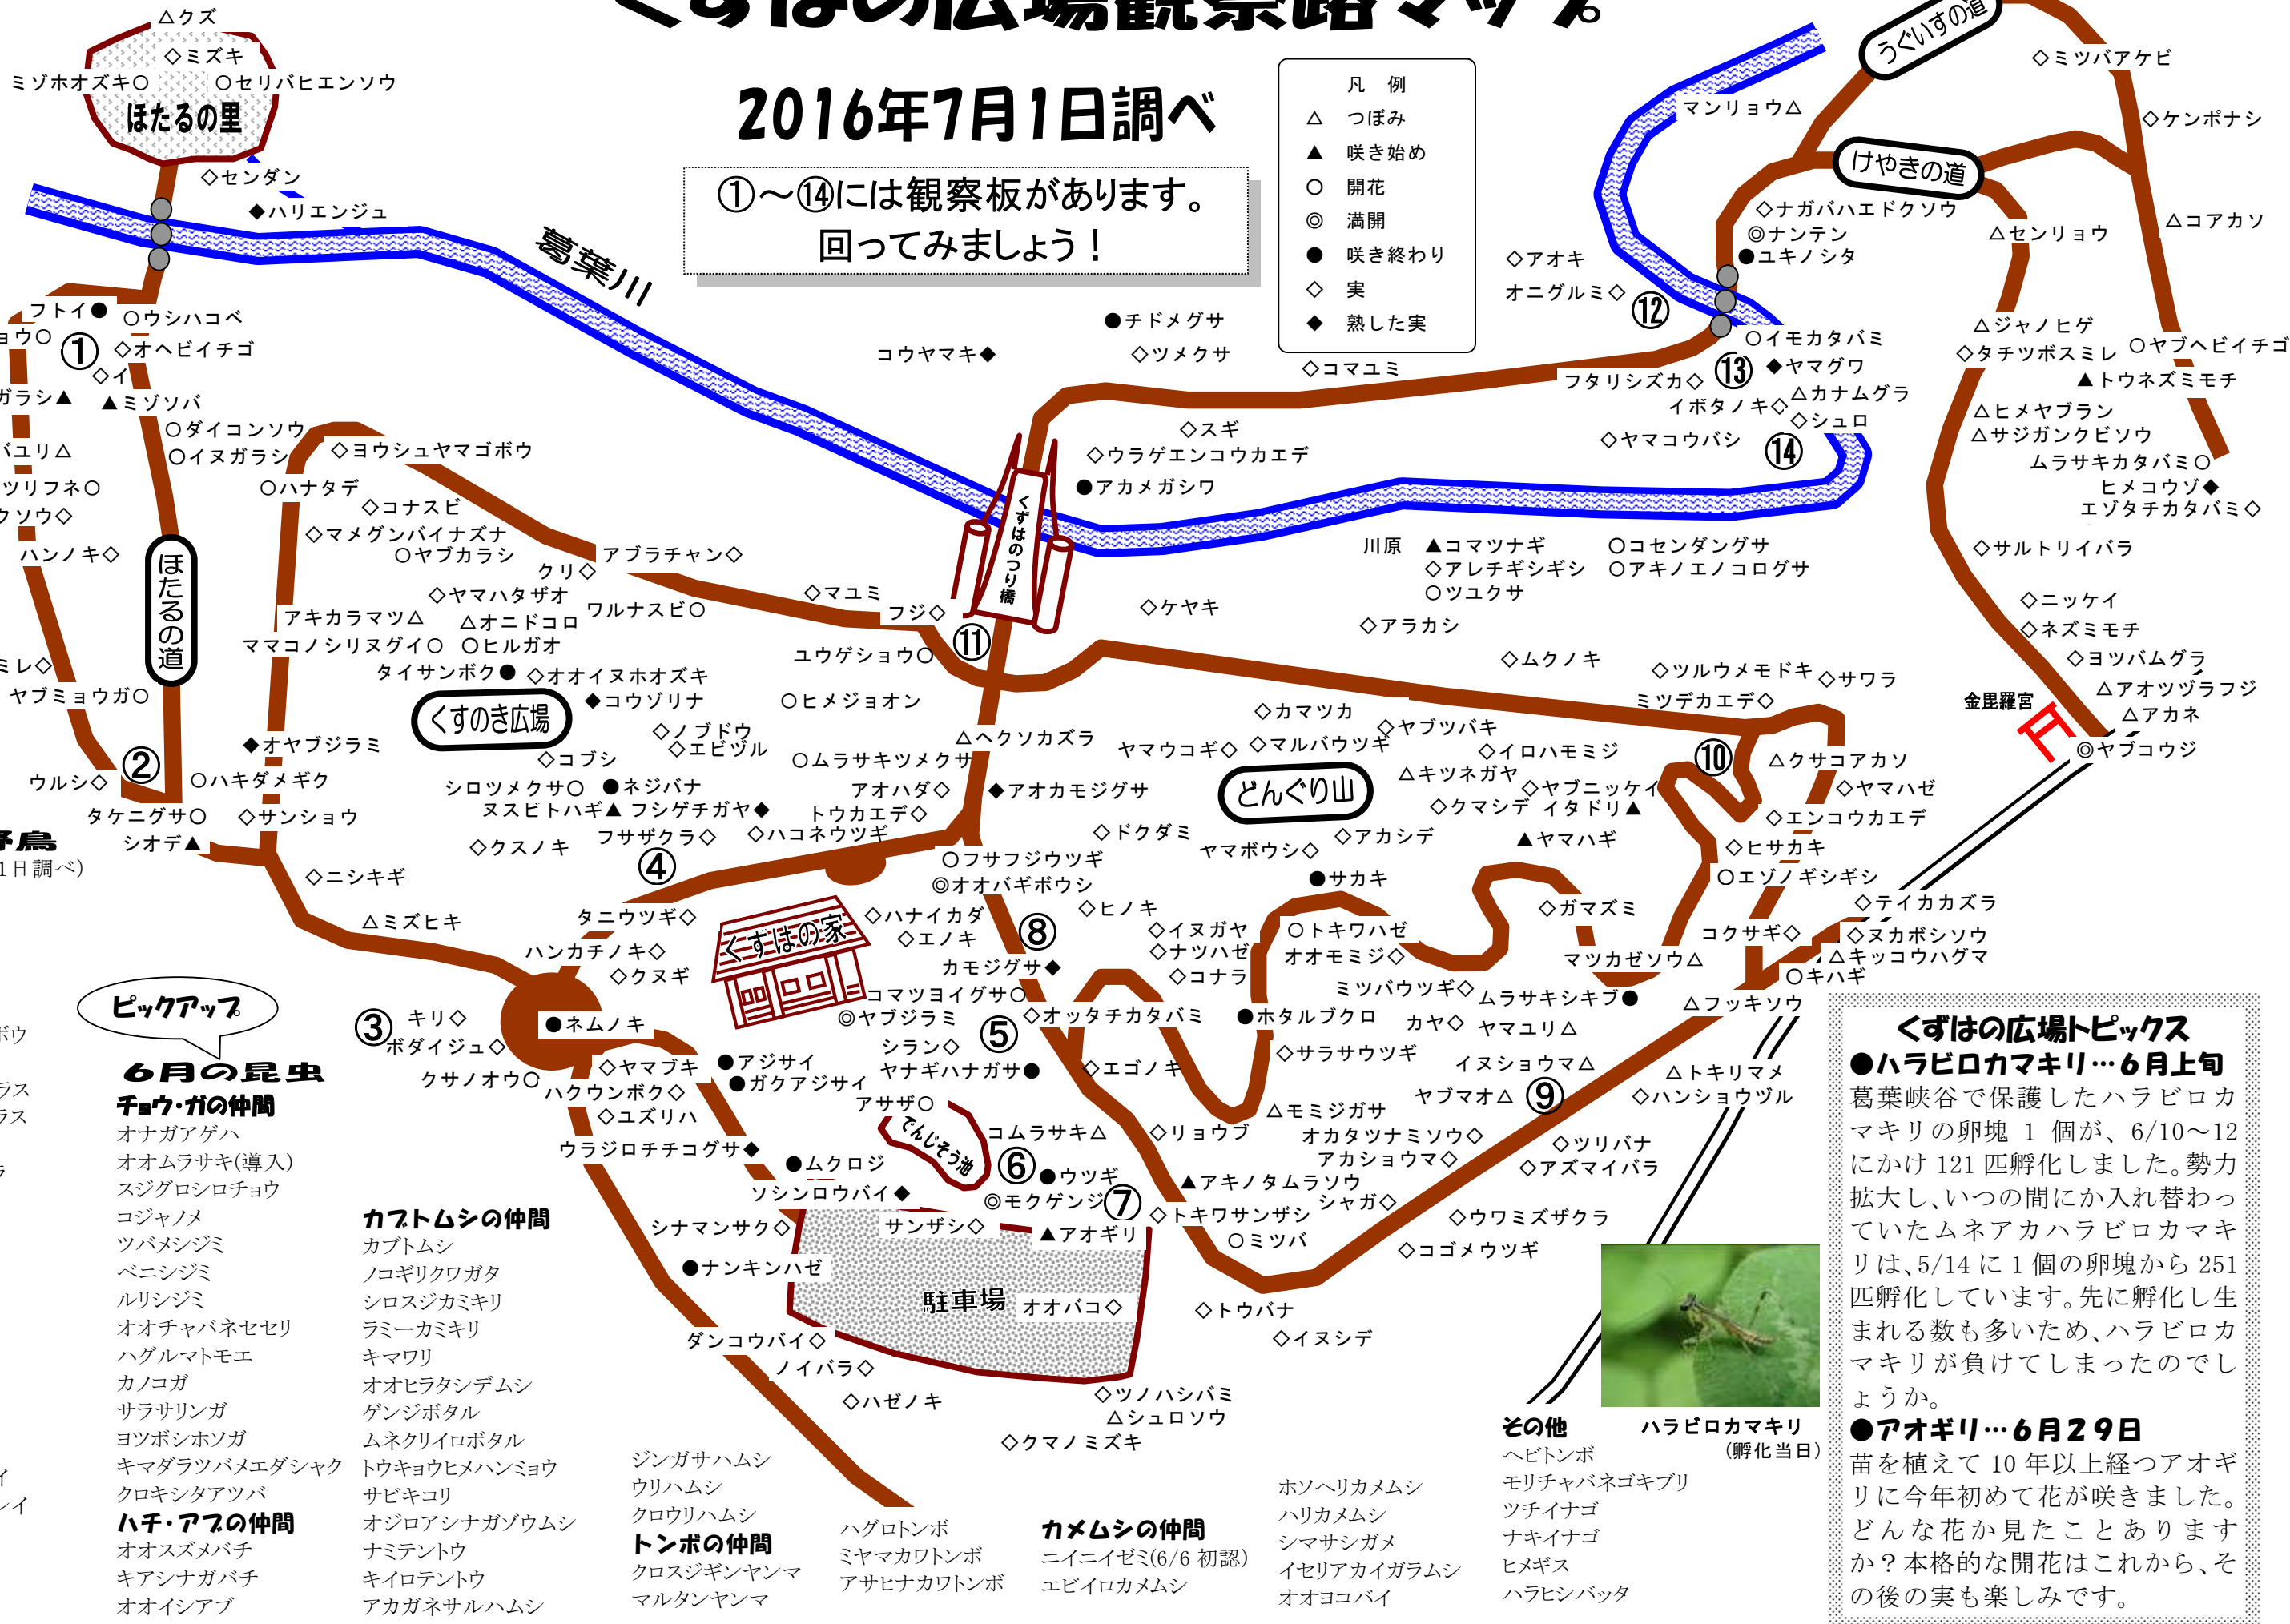 くずはの広場観察路マップ
2016年7月1日調べ
①～⑭には観察板があります。
回ってみましょう！
凡　例
△　つぼみ
▲　咲き始め
○　開花
◎　満開
●　咲き終わり
◇　実
◆　熟した実
△クズ
◇ミズキ
ミゾホオズキ○
○セリバヒエンソウ
ほたるの里
◇センダン
◆ハリエンジュ
葛葉川
フトイ●
○ウシハコベ
ョウ○
①
◇オヘビイチゴ
◇イ
ガラシ▲
▲ミゾソバ
○ダイコンソウ
バユリ△
○イヌガラシ
ツリフネ○
クソウ◇
ハンノキ◇
ほたるの道
ミレ◇
ヤブミョウガ○
②
ウルシ◇
○ハキダメギク
タケニグサ○
シオデ▲
◇サンショウ
◆オヤブジラミ
野鳥
1日調べ)
◇ヨウシュヤマゴボウ
○ハナタデ
◇コナスビ
◇マメグンバイナズナ
○ヤブカラシ
アブラチャン◇
クリ◇
◇ヤマハタザオ
ワルナスビ○
アキカラマツ△
△オニドコロ
ママコノシリヌグイ○
○ヒルガオ
タイサンボク●
◇オオイヌホオズキ
◆コウゾリナ
くすのき広場
◇ノブドウ
◇エビヅル
◇コブシ
シロツメクサ○
●ネジバナ
ヌスビトハギ▲
フシゲチガヤ◆
◇クスノキ
フサザクラ◇
◇ハコネウツギ
④
◇マユミ
フジ◇
⑪
ユウゲショウ○
○ヒメジョオン
△ヘクソカズラ
○ムラサキツメクサ
アオハダ◇
◆アオカモジグサ
トウカエデ◇
コウヤマキ◆
●チドメグサ
◇ツメクサ
◇コマユミ
◇スギ
◇ウラゲエンコウカエデ
●アカメガシワ
くずはのつり橋
◇アオキ
オニグルミ◇
⑫
マンリョウ△
うぐいすの道
けやきの道
◇ミツバアケビ
◇ケンポナシ
△コアカソ
◇ナガバハエドクソウ
◎ナンテン
●ユキノシタ
△センリョウ
○イモカタバミ
⑬
◆ヤマグワ
フタリシズカ◇
△カナムグラ
イボタノキ◇
◇シュロ
◇ヤマコウバシ
⑭
△ジャノヒゲ
◇タチツボスミレ
○ヤブヘビイチゴ
▲トウネズミモチ
△ヒメヤブラン
△サジガンクビソウ
ムラサキカタバミ○
ヒメコウゾ◆
エゾタチカタバミ◇
◇サルトリイバラ
◇ニッケイ
◇ネズミモチ
◇ヨツバムグラ
△アオツヅラフジ
△アカネ
金毘羅宮
◎ヤブコウジ
川原
▲コマツナギ
○コセンダングサ
◇アレチギシギシ
○アキノエノコログサ
○ツユクサ
◇ケヤキ
◇アラカシ
◇ムクノキ
◇ツルウメモドキ
◇サワラ
ミツデカエデ◇
◇カマツカ
◇ヤブツバキ
ヤマウコギ◇
◇マルバウツギ
◇イロハモミジ
⑩
△クサコアカソ
どんぐり山
△キツネガヤ
◇ヤブニッケイ
◇ヤマハゼ
◇クマシデ
イタドリ▲
◇エンコウカエデ
◇ドクダミ
◇アカシデ
▲ヤマハギ
◇ヒサカキ
ヤマボウシ◇
●サカキ
○エゾノギシギシ
◇テイカカズラ
○フサフジウツギ
◎オオバギボウシ
◇ガマズミ
コクサギ◇
◇ヌカボシソウ
△キッコウハグマ
○キハギ
△フッキソウ
◇ニシキギ
△ミズヒキ
タニウツギ◇
ハンカチノキ◇
◇クヌギ
くずはの家
◇ハナイカダ
◇エノキ
◇ヒノキ
⑧
カモジグサ◆
◇イヌガヤ
◇ナツハゼ
◇コナラ
○トキワハゼ
オオモミジ◇
マツカゼソウ△
コマツヨイグサ○
◎ヤブジラミ
⑤
◇オッタチカタバミ
●ホタルブクロ
ミツバウツギ◇
ムラサキシキブ●
カヤ◇
ヤマユリ△
シラン◇
ヤナギハナガサ●
◇エゴノキ
◇サラサウツギ
イヌショウマ△
ヤブマオ△
⑨
△トキリマメ
◇ハンショウヅル
③
キリ◇
ボダイジュ◇
クサノオウ○
●ネムノキ
◇ヤマブキ
ハクウンボク◇
◇ユズリハ
●アジサイ
●ガクアジサイ
アサザ○
でんじそう池
ウラジロチチコグサ◆
●ムクロジ
コムラサキ△
⑥
●ウツギ
ソシンロウバイ◆
◎モクゲンジ
⑦
◇リョウブ
△モミジガサ
オカタツナミソウ◇
アカショウマ◇
▲アキノタムラソウ
シャガ◇
◇ツリバナ
◇アズマイバラ
シナマンサク◇
サンザシ◇
▲アオギリ
◇トキワサンザシ
○ミツバ
◇ウワミズザクラ
◇コゴメウツギ
●ナンキンハゼ
駐車場
オオバコ◇
◇トウバナ
◇イヌシデ
ダンコウバイ◇
ノイバラ◇
◇ハゼノキ
◇ツノハシバミ
△シュロソウ
◇クマノミズキ
ボウ
ラス
ラス
ラ
イ
レイ
ピックアップ
6月の昆虫
チョウ・ガの仲間
オナガアゲハ
オオムラサキ(導入)
スジグロシロチョウ
コジャノメ
ツバメシジミ
ベニシジミ
ルリシジミ
オオチャバネセセリ
ハグルマトモエ
カノコガ
サラサリンガ
ヨツボシホソガ
キマダラツバメエダシャク
クロキシタアツバ
ハチ・アブの仲間
オオスズメバチ
キアシナガバチ
オオイシアブ
カブトムシの仲間
カブトムシ
ノコギリクワガタ
シロスジカミキリ
ラミーカミキリ
キマワリ
オオヒラタシデムシ
ゲンジボタル
ムネクリイロボタル
トウキョウヒメハンミョウ
サビキコリ
オジロアシナガゾウムシ
ナミテントウ
キイロテントウ
アカガネサルハムシ
ジンガサハムシ
ウリハムシ
クロウリハムシ
トンボの仲間
クロスジギンヤンマ
マルタンヤンマ
ハグロトンボ
ミヤマカワトンボ
アサヒナカワトンボ
カメムシの仲間
ニイニイゼミ(6/6 初認)
エビイロカメムシ
ホソヘリカメムシ
ハリカメムシ
シマサシガメ
イセリアカイガラムシ
オオヨコバイ
その他
ヘビトンボ
モリチャバネゴキブリ
ツチイナゴ
ナキイナゴ
ヒメギス
ハラヒシバッタ
ハラビロカマキリ
(孵化当日)
くずはの広場トピックス
●ハラビロカマキリ…6月上旬
葛葉峡谷で保護したハラビロカ
マキリの卵塊 1 個が、6/10～12
にかけ 121 匹孵化しました。勢力
拡大し、いつの間にか入れ替わっ
ていたムネアカハラビロカマキ
リは、5/14 に 1 個の卵塊から 251
匹孵化しています。先に孵化し生
まれる数も多いため、ハラビロカ
マキリが負けてしまったのでし
ょうか。
●アオギリ…6月29日
苗を植えて 10 年以上経つアオギ
リに今年初めて花が咲きました。
どんな花か見たことあります
か？本格的な開花はこれから、そ
の後の実も楽しみです。